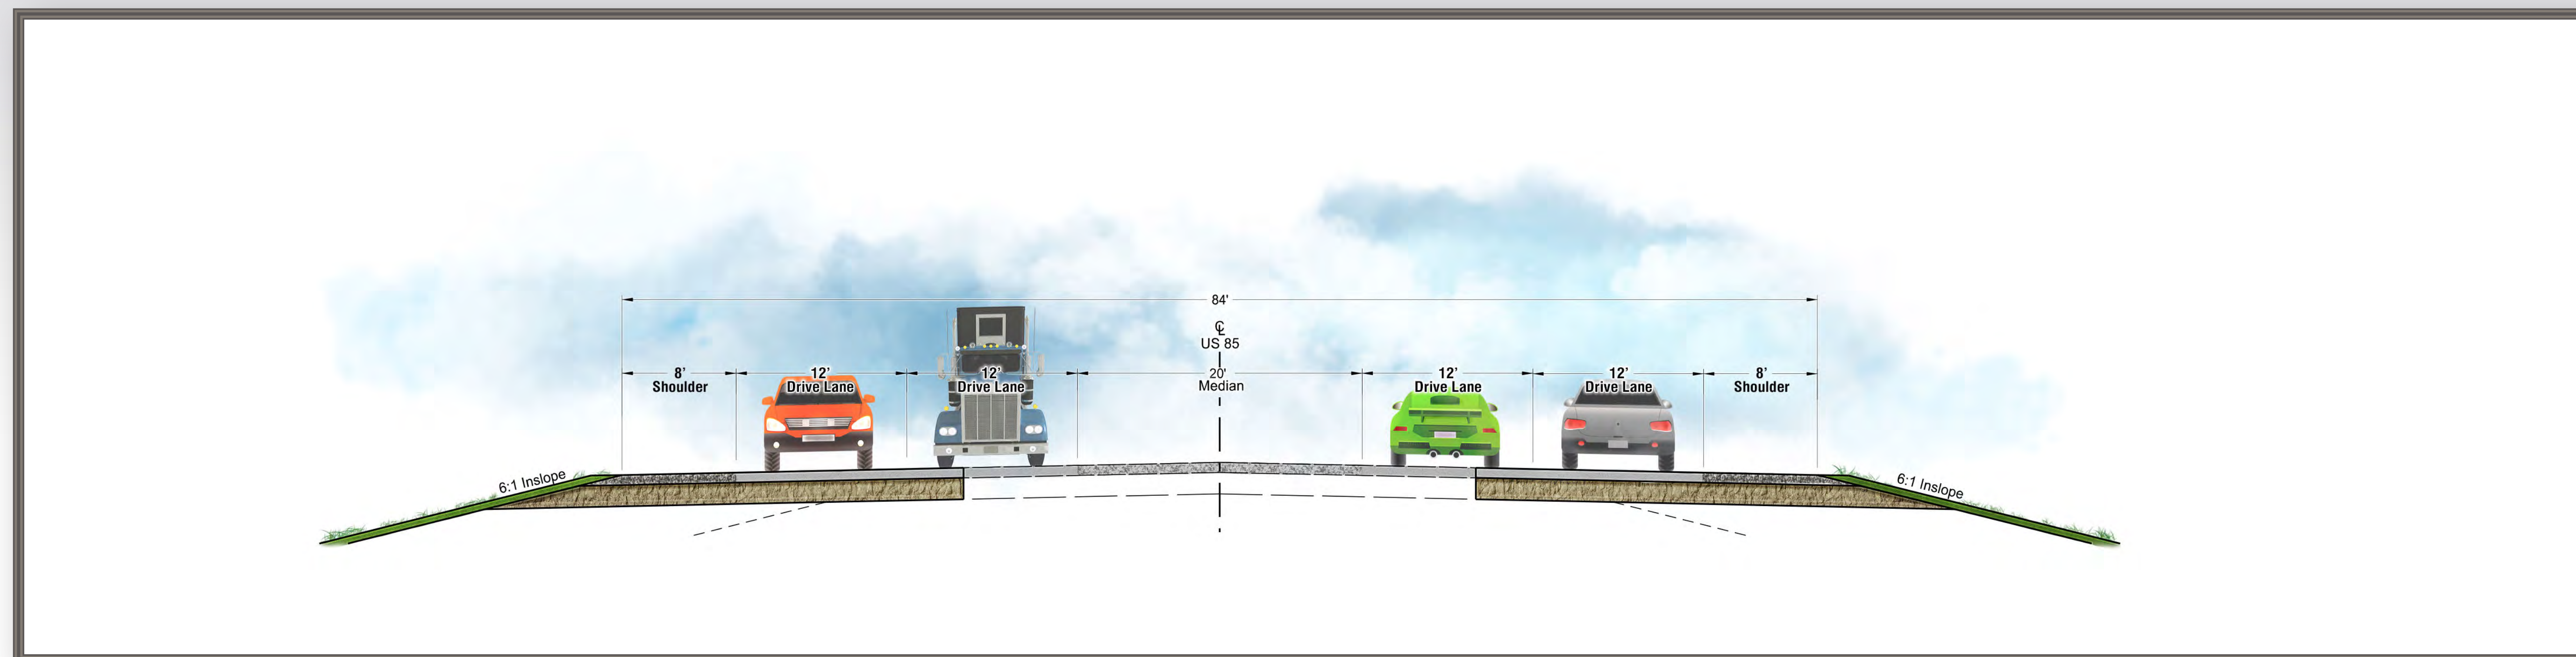 84'
℄
US 85
8'
Shoulder
12'
Drive Lane
12'
Drive Lane
20'
Median
12'
Drive Lane
12'
Drive Lane
8'
Shoulder
6:1 Inslope
6:1 Inslope